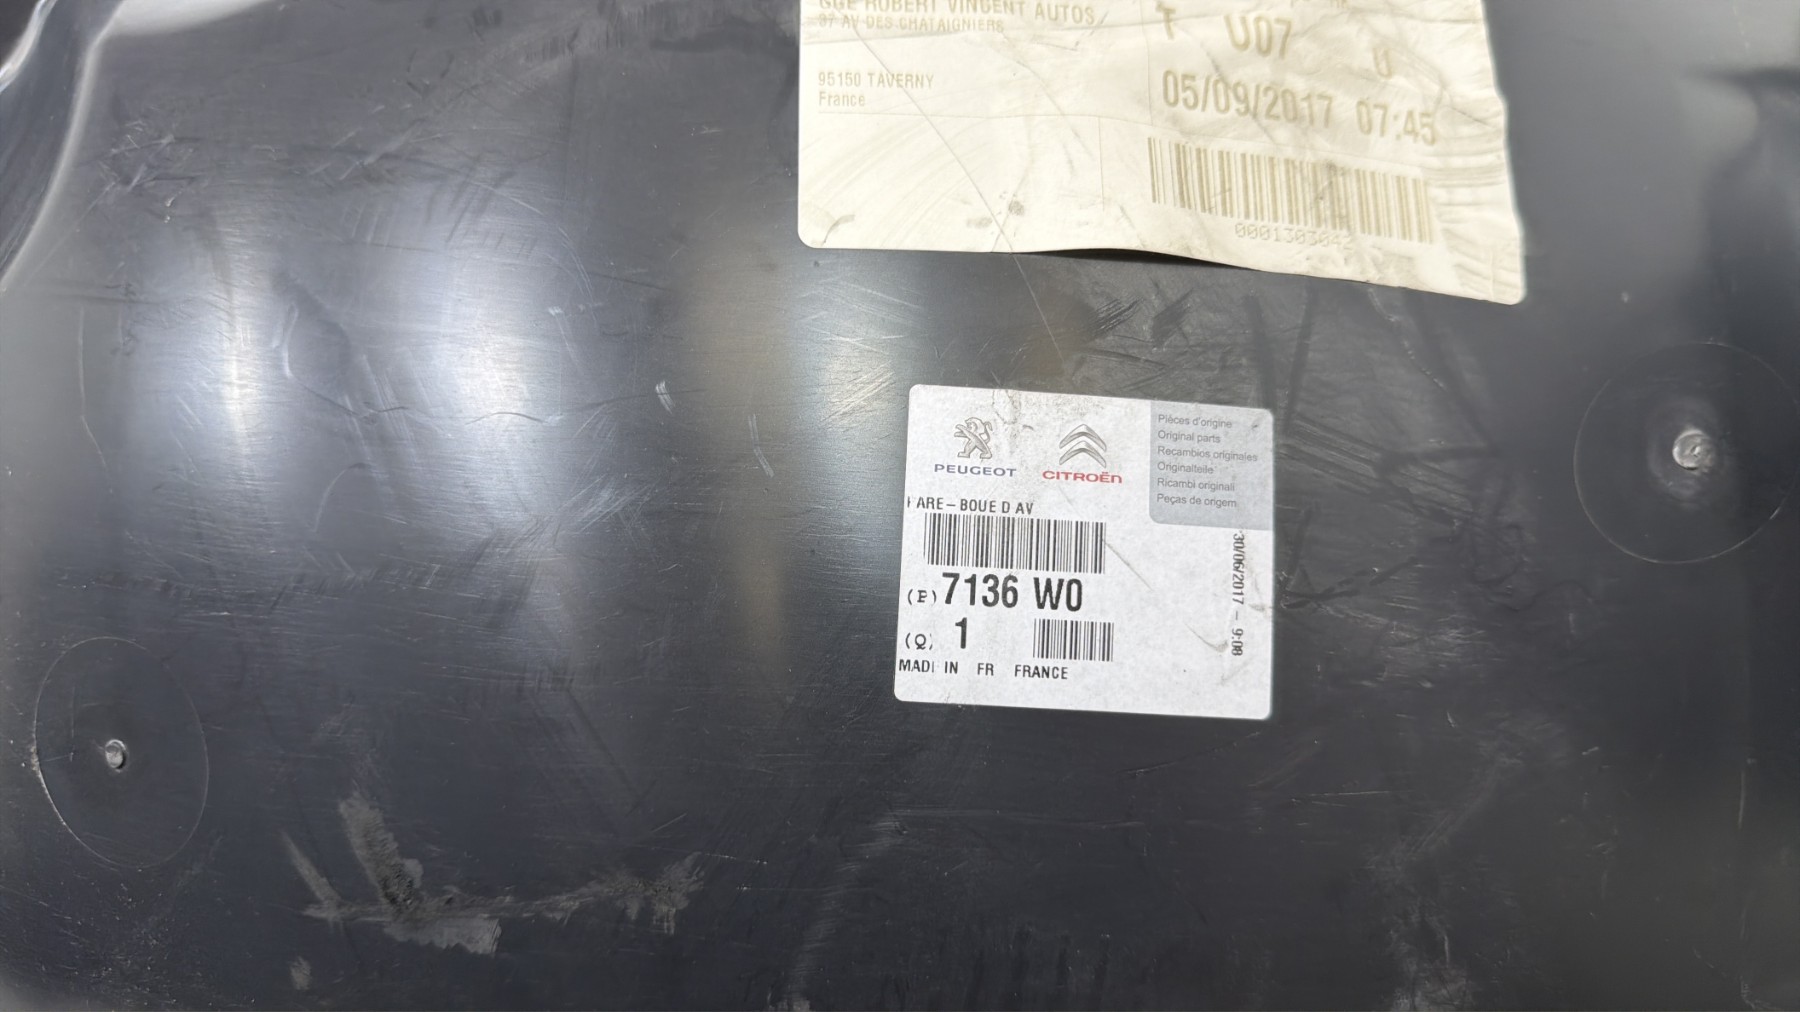 GGE ROBERT VINCENT AUTOS
97 AV DES CHATAIGNIERS
95150 TAVERNY
France
T U07 0
05/09/2017 07:45
0001303042
PEUGEOT
CITROËN
Pièces d'origine
Original parts
Recambios originales
Originalteile
Ricambi originali
Peças de origem
PARE-BOUE D AV
(P) 7136 W0
(Q) 1
MADE IN FR FRANCE
30/06/2017 - 9:08